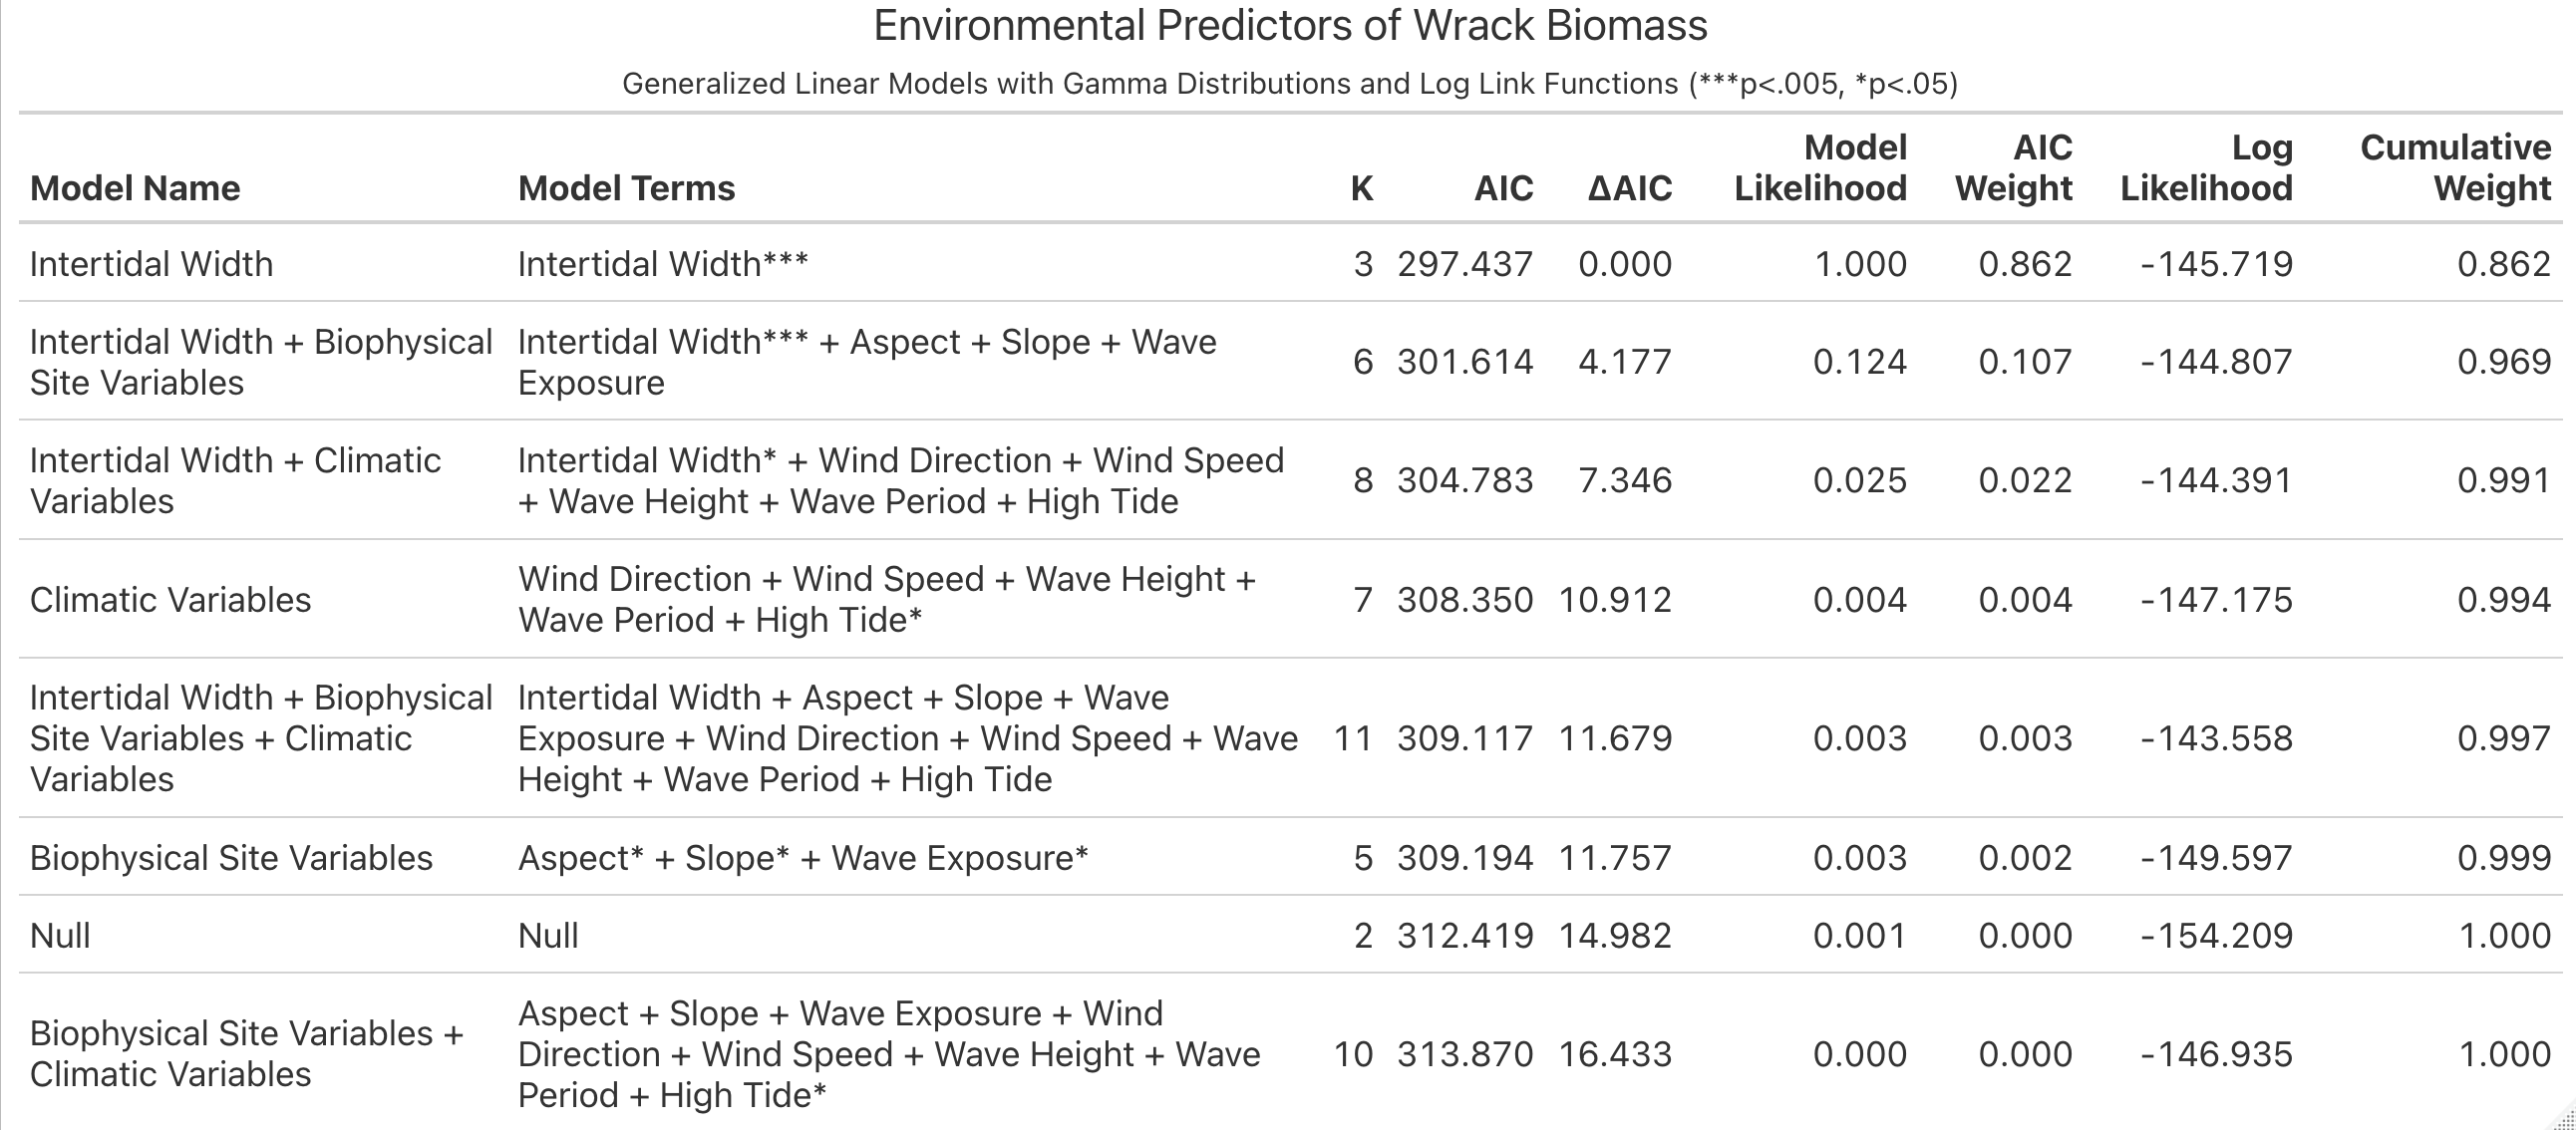 Environmental Predictors of Wrack Biomass
Generalized Linear Models with Gamma Distributions and Log Link Functions (***p<.005, *p<.05)
Model Name Model Terms K AIC ΔAIC Model Likelihood AIC Weight Log Likelihood Cumulative Weight
Intertidal Width Intertidal Width*** 3 297.437 0.000 1.000 0.862 -145.719 0.862
Intertidal Width + Biophysical Site Variables Intertidal Width*** + Aspect + Slope + Wave Exposure 6 301.614 4.177 0.124 0.107 -144.807 0.969
Intertidal Width + Climatic Variables Intertidal Width* + Wind Direction + Wind Speed + Wave Height + Wave Period + High Tide 8 304.783 7.346 0.025 0.022 -144.391 0.991
Climatic Variables Wind Direction + Wind Speed + Wave Height + Wave Period + High Tide* 7 308.350 10.912 0.004 0.004 -147.175 0.994
Intertidal Width + Biophysical Site Variables + Climatic Variables Intertidal Width + Aspect + Slope + Wave Exposure + Wind Direction + Wind Speed + Wave Height + Wave Period + High Tide 11 309.117 11.679 0.003 0.003 -143.558 0.997
Biophysical Site Variables Aspect* + Slope* + Wave Exposure* 5 309.194 11.757 0.003 0.002 -149.597 0.999
Null Null 2 312.419 14.982 0.001 0.000 -154.209 1.000
Biophysical Site Variables + Climatic Variables Aspect + Slope + Wave Exposure + Wind Direction + Wind Speed + Wave Height + Wave Period + High Tide* 10 313.870 16.433 0.000 0.000 -146.935 1.000